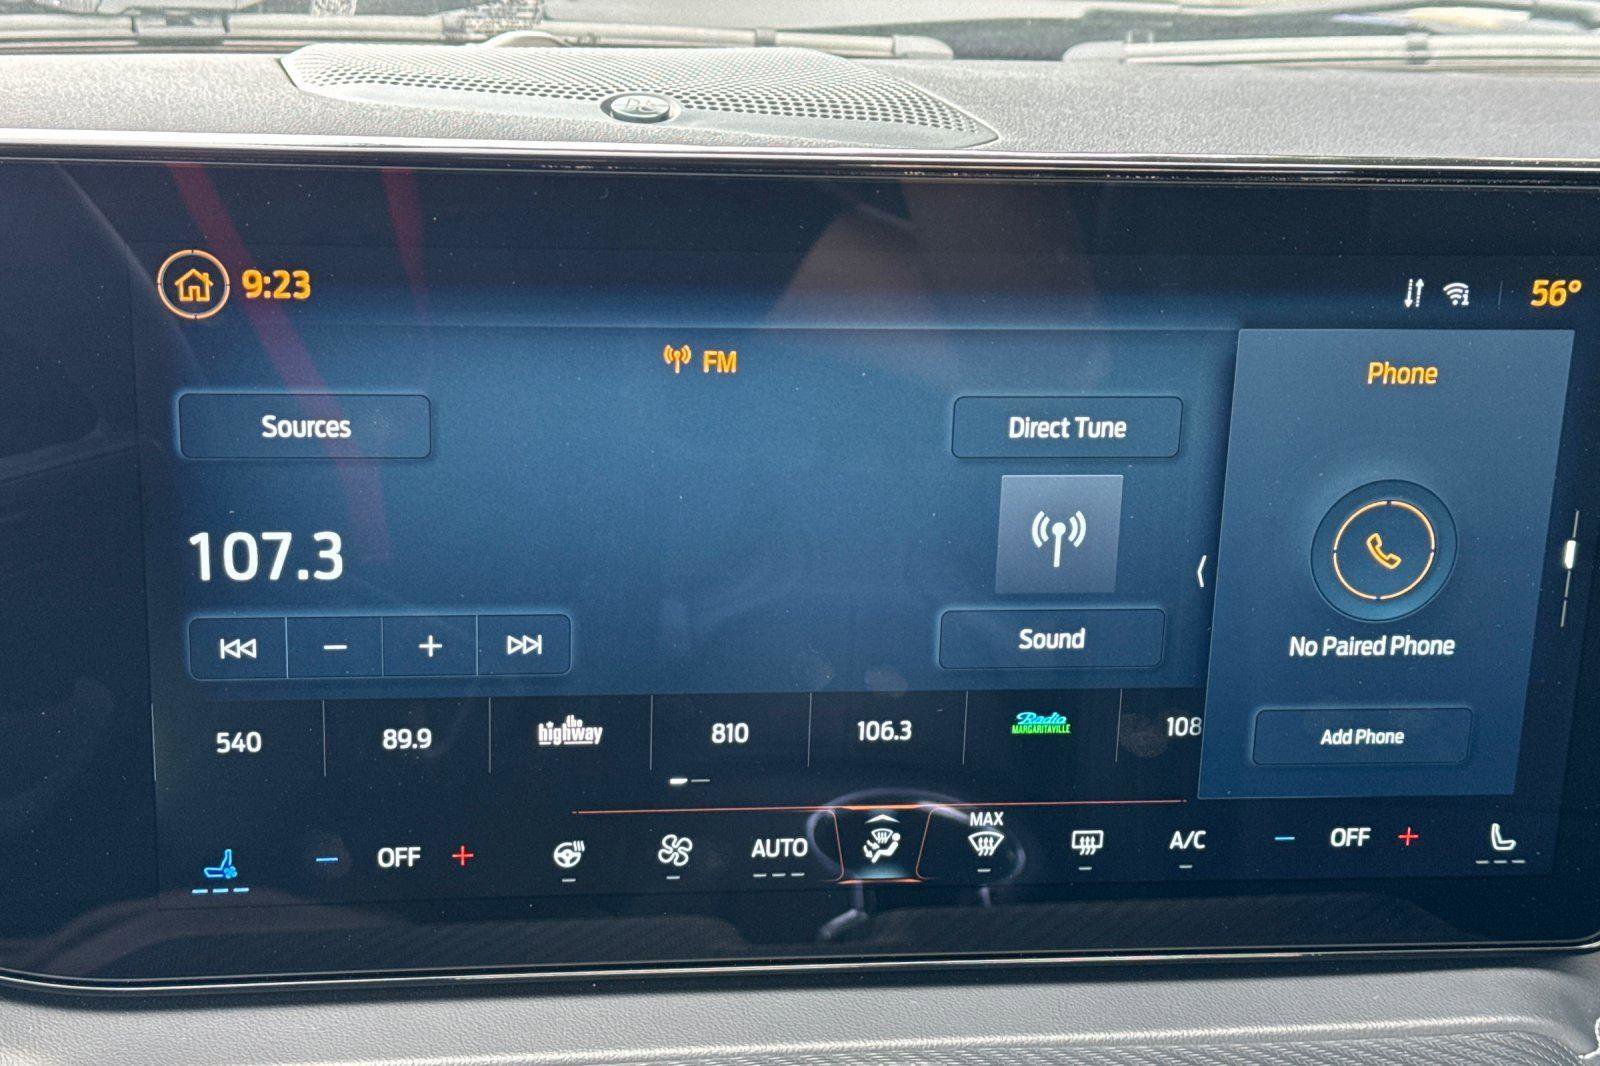 B&O
9:23
56°
FM
Phone
Sources
Direct Tune
107.3
Sound
No Paired Phone
Add Phone
540
89.9
the highway
810
106.3
Radio
MARGARITAVILLE
108
OFF
AUTO
MAX
A/C
OFF